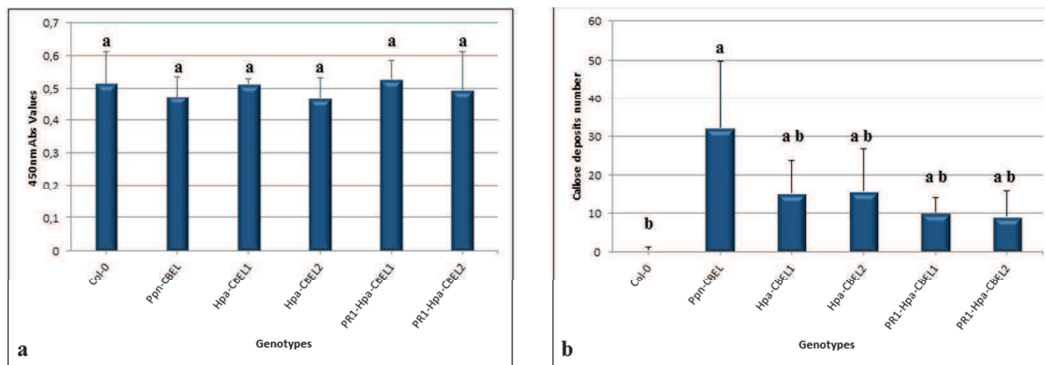 0,7
0,6
0,5
0,4
0,3
0,2
0,1
0
450nm Abs Values
a
a
a
a
a
a
Col-0
Ppn-CBEL
Hpa-CBEL1
Hpa-CBEL2
PR1-Hpa-CBEL1
PR1-Hpa-CBEL2
Genotypes
a
60
50
40
30
20
10
0
Callose deposits number
b
a
a b
a b
a b
a b
Col-0
Ppn-CBEL
Hpa-CBEL1
Hpa-CBEL2
PR1-Hpa-CBEL1
PR1-Hpa-CBEL2
Genotypes
b